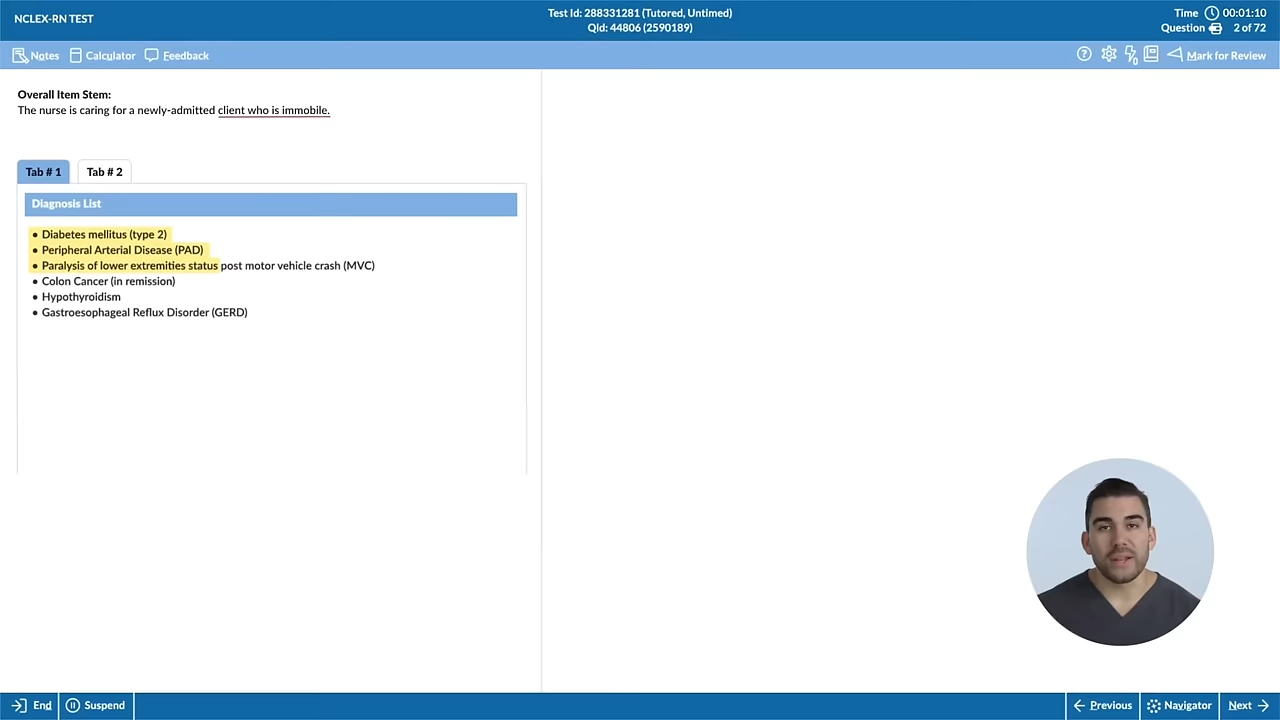 NCLEX-RN TEST
Test Id: 288331281 (Tutored, Untimed)
QId: 44806 (2590189)
Time 00:01:10
Question 2 of 72
Notes Calculator Feedback
Mark for Review
Overall Item Stem:
The nurse is caring for a newly-admitted client who is immobile.
Tab # 1 Tab # 2
Diagnosis List
• Diabetes mellitus (type 2)
• Peripheral Arterial Disease (PAD)
• Paralysis of lower extremities status post motor vehicle crash (MVC)
• Colon Cancer (in remission)
• Hypothyroidism
• Gastroesophageal Reflux Disorder (GERD)
End Suspend Previous Navigator Next